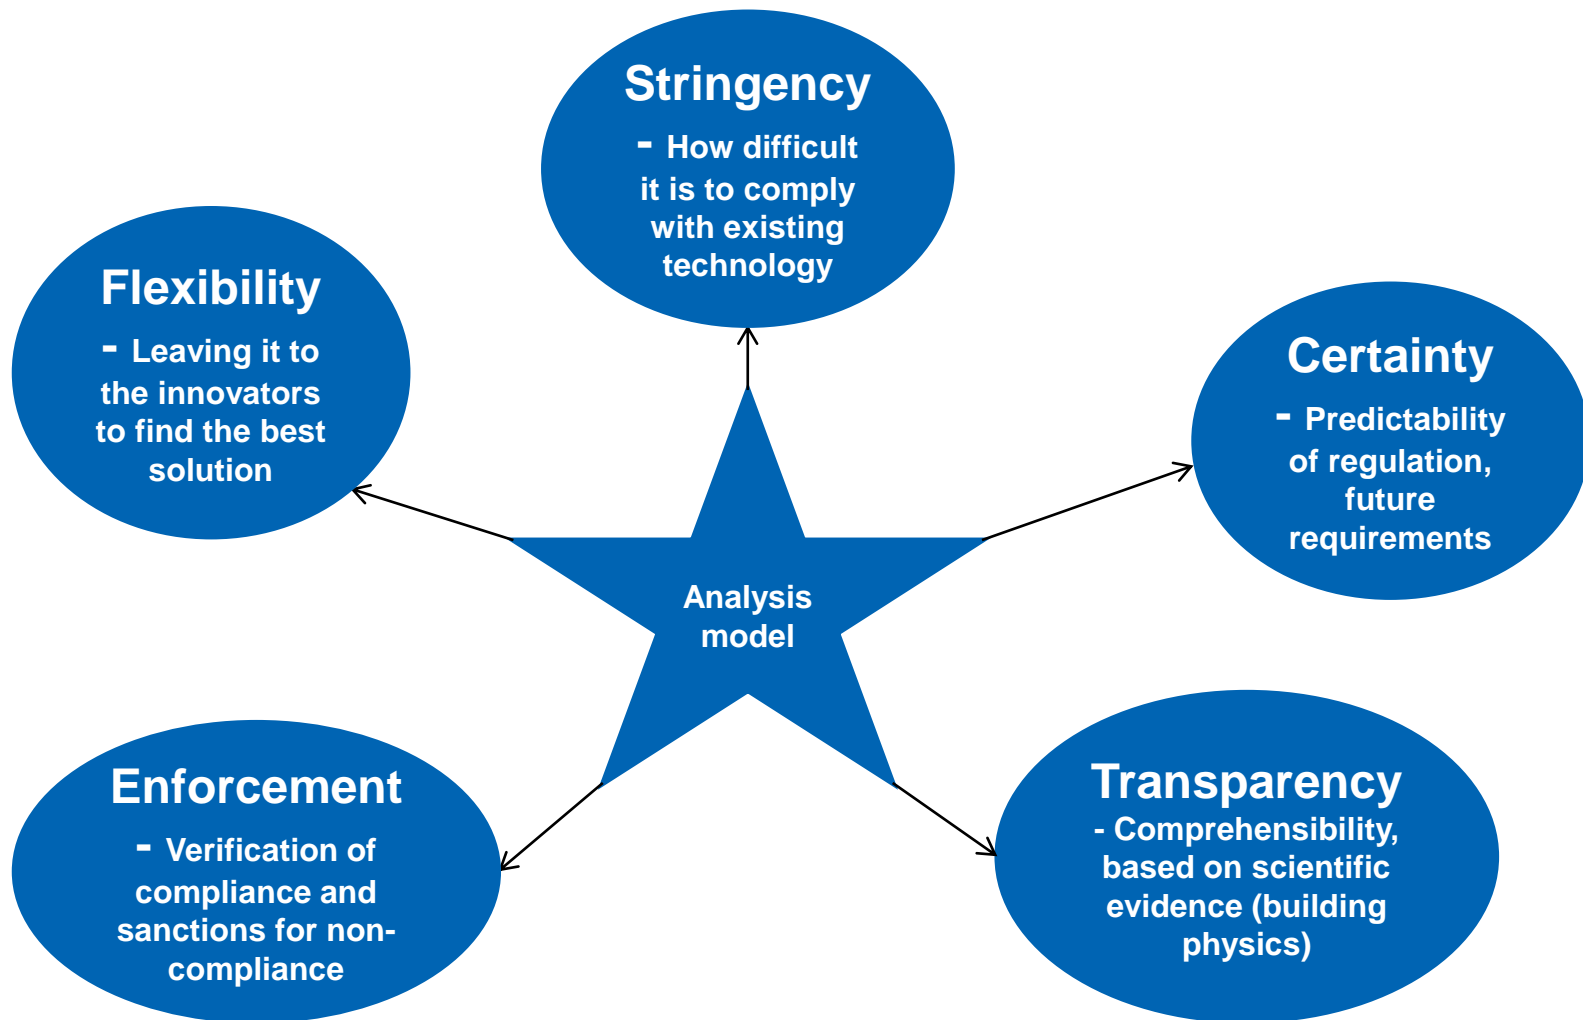 Stringency
- How difficult
it is to comply
with existing
technology
Flexibility
- Leaving it to
the innovators
to find the best
solution
Certainty
- Predictability
of regulation,
future
requirements
Analysis
model
Enforcement
- Verification of
compliance and
sanctions for non-
compliance
Transparency
- Comprehensibility,
based on scientific
evidence (building
physics)